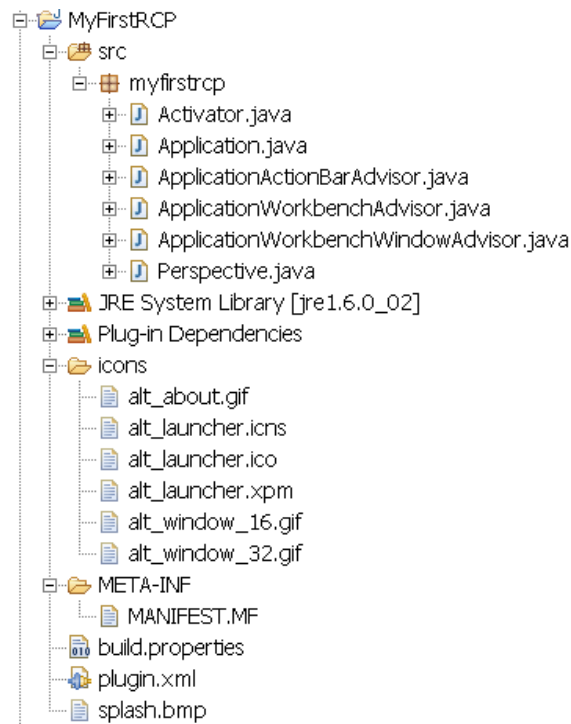 MyFirstRCP
src
myfirstrcp
Activator.java
Application.java
ApplicationActionBarAdvisor.java
ApplicationWorkbenchAdvisor.java
ApplicationWorkbenchWindowAdvisor.java
Perspective.java
JRE System Library [jre1.6.0_02]
Plug-in Dependencies
icons
alt_about.gif
alt_launcher.icns
alt_launcher.ico
alt_launcher.xpm
alt_window_16.gif
alt_window_32.gif
META-INF
MANIFEST.MF
build.properties
plugin.xml
splash.bmp